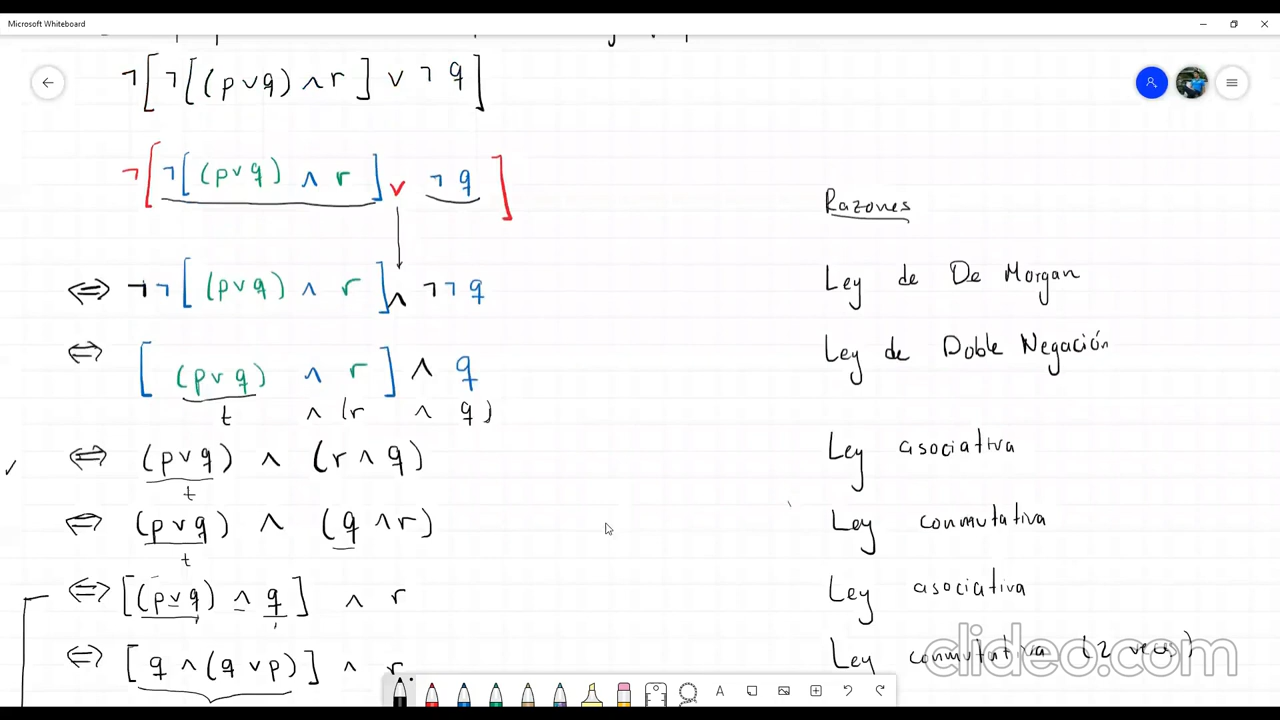 Microsoft Whiteboard
¬[¬[(p∨q) ∧ r] ∨ ¬q]
¬[¬[(p∨q) ∧ r] ∨ ¬q]
Razones
⇔ ¬¬[(p∨q) ∧ r] ∧ ¬¬q
Ley de De Morgan
⇔ [(p∨q) ∧ r] ∧ q
Ley de Doble Negación
t ∧ (r ∧ q)
✓ ⇔ (p∨q) ∧ (r ∧ q)
Ley asociativa
t
⇔ (p∨q) ∧ (q ∧ r)
Ley conmutativa
t
⇔ [(p∨q) ∧ q] ∧ r
Ley asociativa
⇔ [q ∧ (q∨p)] ∧ r
Ley conmutativa (2 veces)
clideo.com